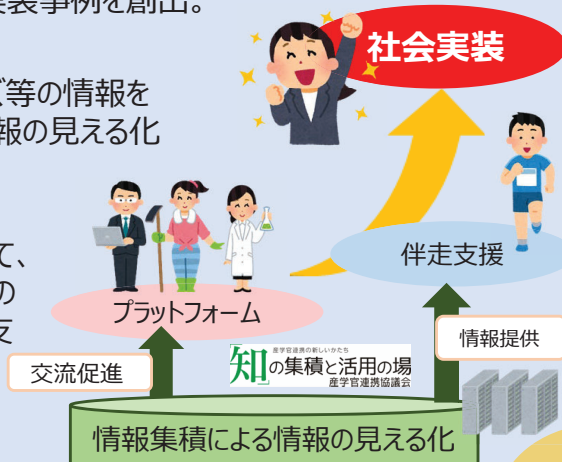 実装事例を創出。
社会実装
ズ等の情報を
報の見える化
て、
の
支
伴走支援
プラットフォーム
情報提供
交流促進
産学官連携の新しいかたち
「知」の集積と活用の場
産学官連携協議会
情報集積による情報の見える化